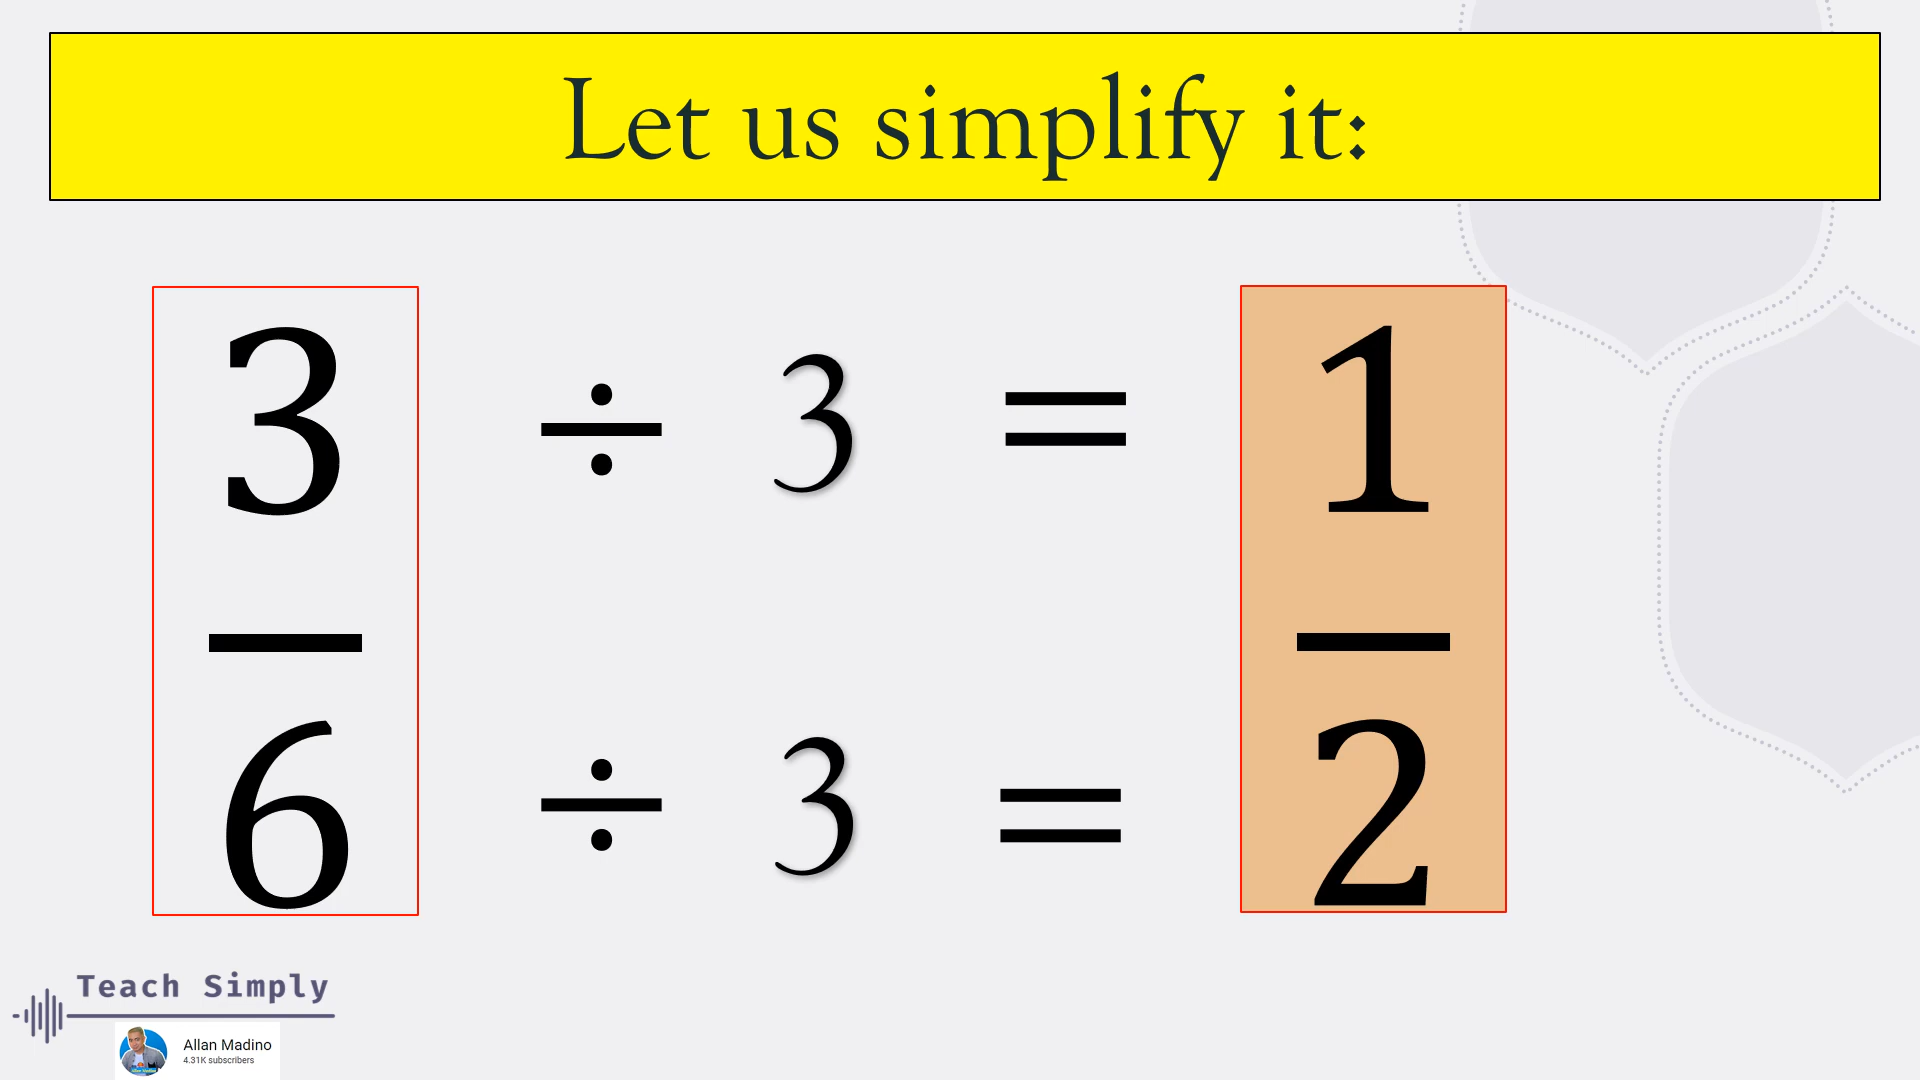 Let us simplify it:
3 ÷ 3 = 1
6 ÷ 3 = 2
Teach Simply
Allan Madino
4.31K subscribers